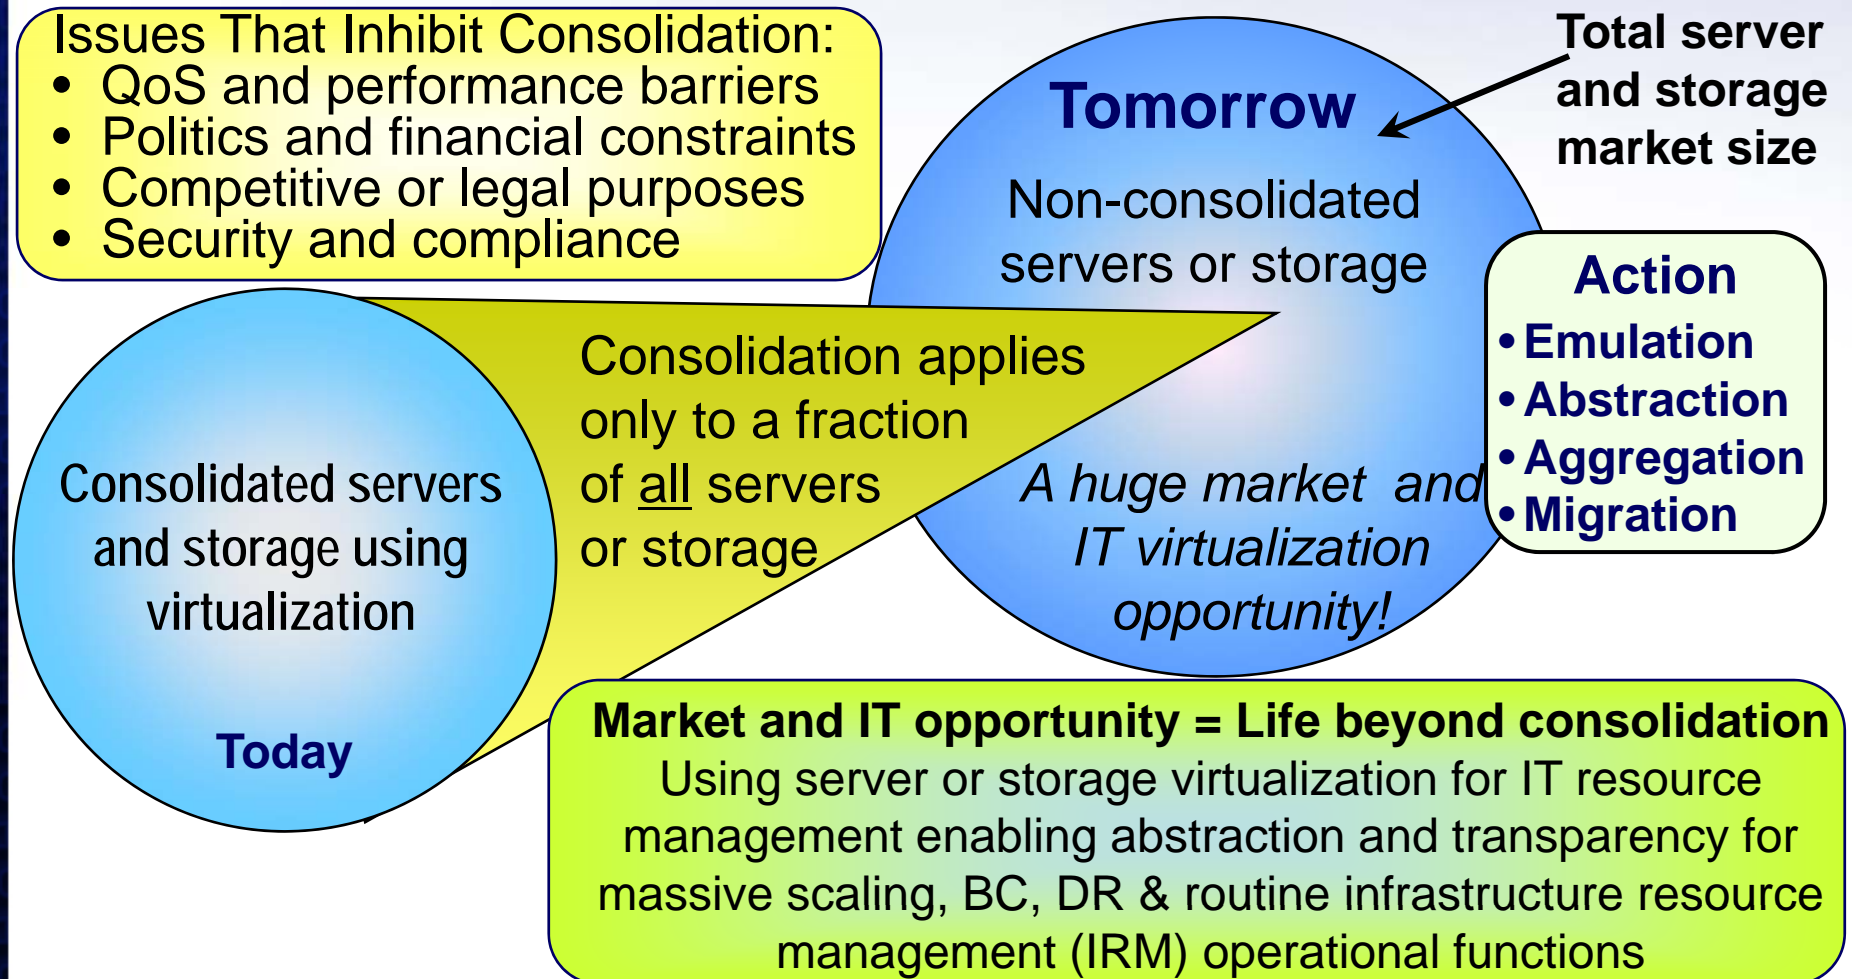 Issues That Inhibit Consolidation:
• QoS and performance barriers
• Politics and financial constraints
• Competitive or legal purposes
• Security and compliance
Total server
and storage
market size
Tomorrow
Non-consolidated
servers or storage
A huge market and
IT virtualization
opportunity!
Action
• Emulation
• Abstraction
• Aggregation
• Migration
Consolidation applies
only to a fraction
of all servers
or storage
Consolidated servers
and storage using
virtualization
Today
Market and IT opportunity = Life beyond consolidation
Using server or storage virtualization for IT resource
management enabling abstraction and transparency for
massive scaling, BC, DR & routine infrastructure resource
management (IRM) operational functions